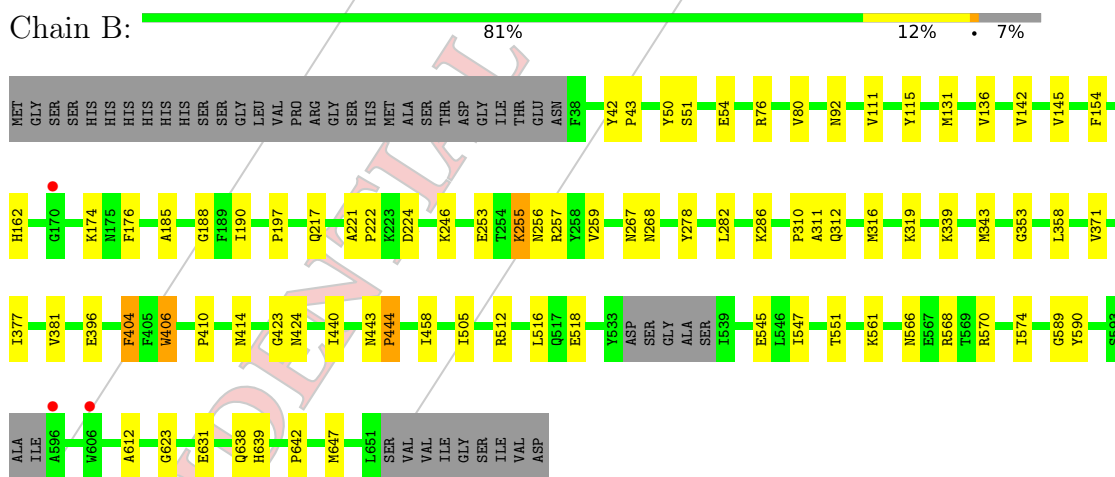 Chain B:
81% 12% • 7%
MET GLY SER SER HIS HIS HIS HIS HIS HIS SER SER GLY LEU VAL PRO ARG GLY SER HIS MET ALA SER THR ASP GLY ILE THR GLU ASN F38 Y42 P43 Y50 S51 E54 R76 V80 N92 V111 Y115 M131 V136 V142 V145 F154
H162 G170 K174 N175 F176 A185 G188 F189 I190 P197 Q217 A221 P222 K223 D224 K246 E253 T254 K255 N256 R257 Y258 V259 N267 N268 Y278 L282 K286 P310 A311 Q312 M316 K319 K339 M343 G353 L358 V371
I377 V381 E396 F404 F405 W406 P410 N414 G423 N424 I440 N443 P444 I458 I505 R512 L516 Q517 E518 Y533 ASP SER GLY ALA SER I539 E545 L546 I547 T551 K561 N566 E567 R568 T569 R570 I574 G589 Y590 S593
ALA ILE A596 W606 A612 G623 E631 Q638 H639 P642 M647 L651 SER VAL VAL ILE GLY SER ILE VAL ASP